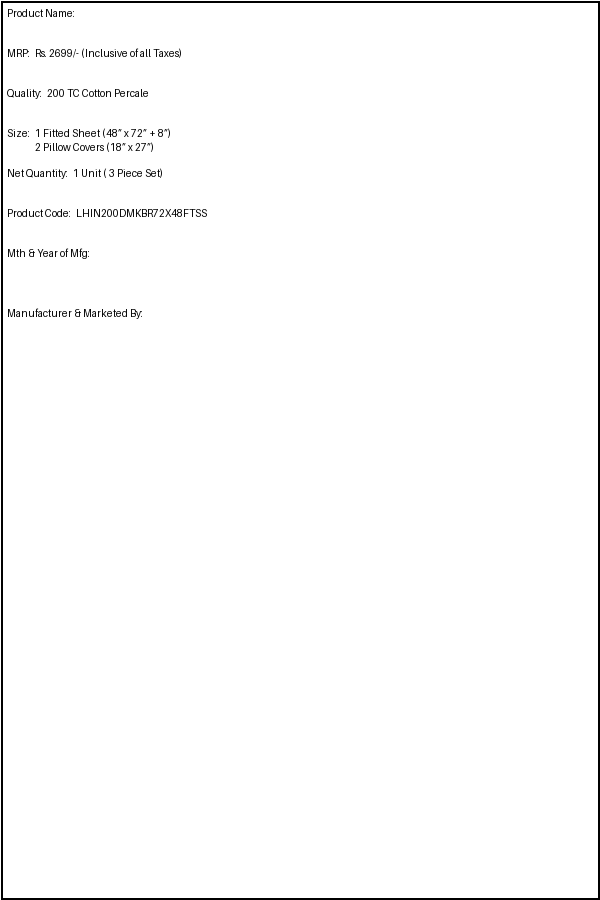 Product Name:
MRP: Rs. 2699/- (Inclusive of all Taxes)
Quality: 200 TC Cotton Percale
Size: 1 Fitted Sheet (48” x 72” + 8”)
2 Pillow Covers (18” x 27”)
Net Quantity: 1 Unit ( 3 Piece Set)
Product Code: LHIN200DMKBR72X48FTSS
Mth & Year of Mfg:
Manufacturer & Marketed By: